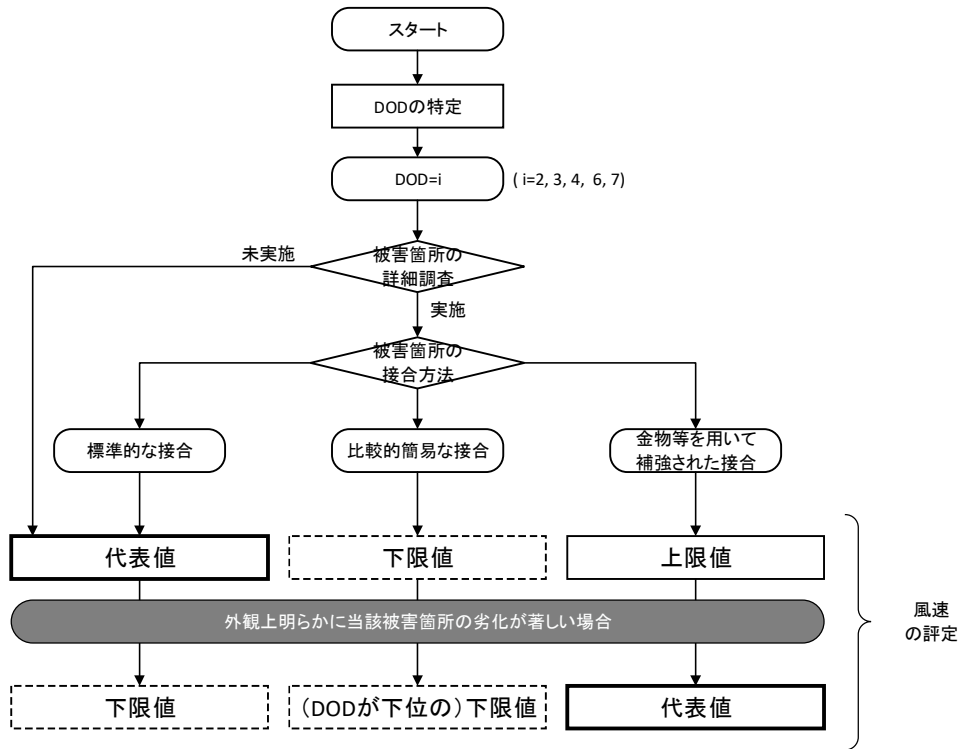 スタート
DODの特定
DOD=i
( i=2, 3, 4,  6, 7)
未実施
被害箇所の
詳細調査
実施
被害箇所の
接合方法
標準的な接合
比較的簡易な接合
金物等を用いて
補強された接合
代表値
下限値
上限値
外観上明らかに当該被害箇所の劣化が著しい場合
風速
の評定
下限値
（DODが下位の）下限値
代表値